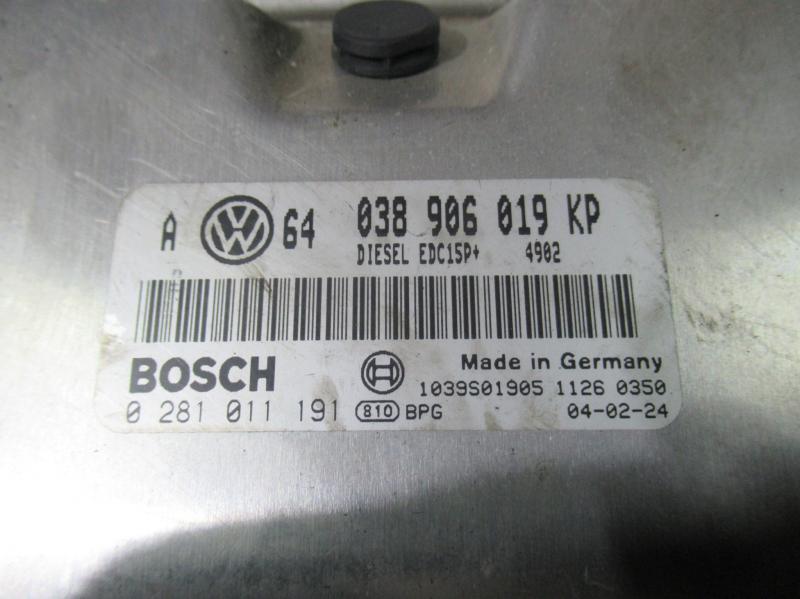 A VW 64 038 906 019 KP
DIESEL EDC15P+ 4902
BOSCH Made in Germany
1039S01905 1126 0350
0 281 011 191 810 BPG 04-02-24